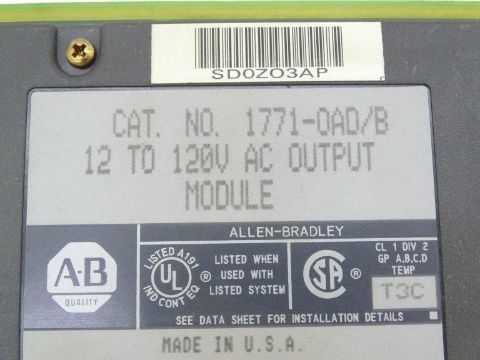 SD0ZO3AP
CAT. NO. 1771-OAD/B
12 TO 120V AC OUTPUT
MODULE
ALLEN-BRADLEY
A-B
QUALITY
LISTED A191
UL
IND CONT EQ
LISTED WHEN
USED WITH
LISTED SYSTEM
SA
CL 1 DIV 2
GP A,B,C,D
TEMP
T3C
SEE DATA SHEET FOR INSTALLATION DETAILS
MADE IN U.S.A.